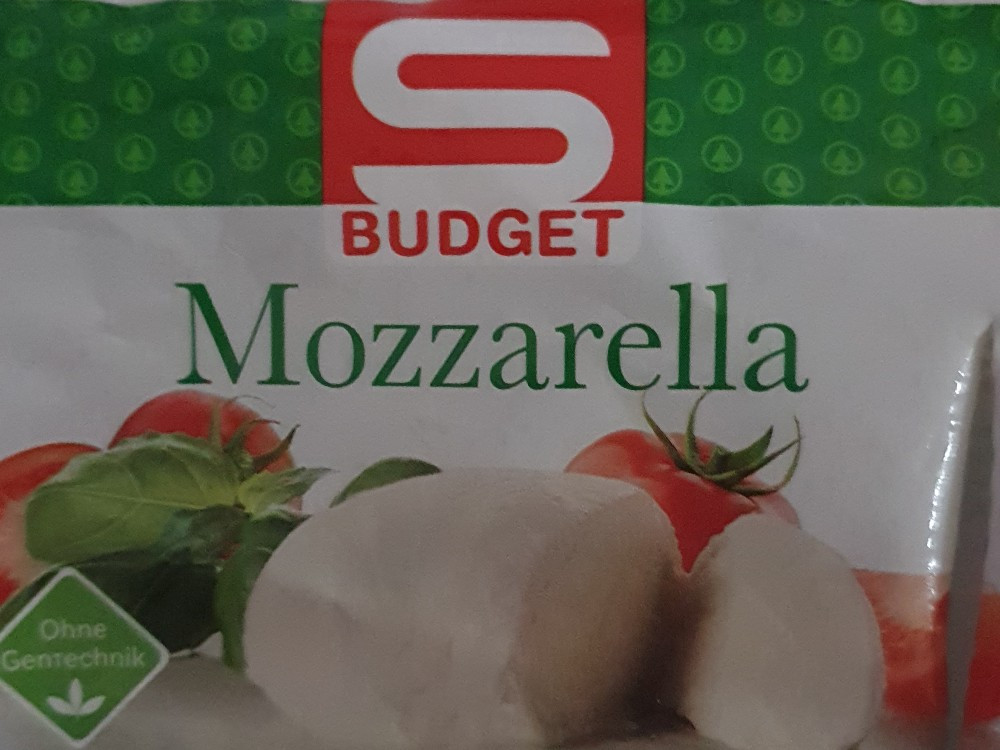 S
BUDGET
Mozzarella
Ohne
GenTechnik